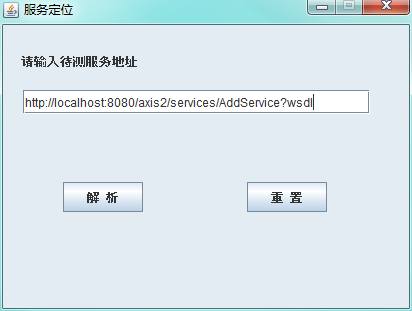 服务定位
请输入待测服务地址
http://localhost:8080/axis2/services/AddService?wsdl
解 析
重 置